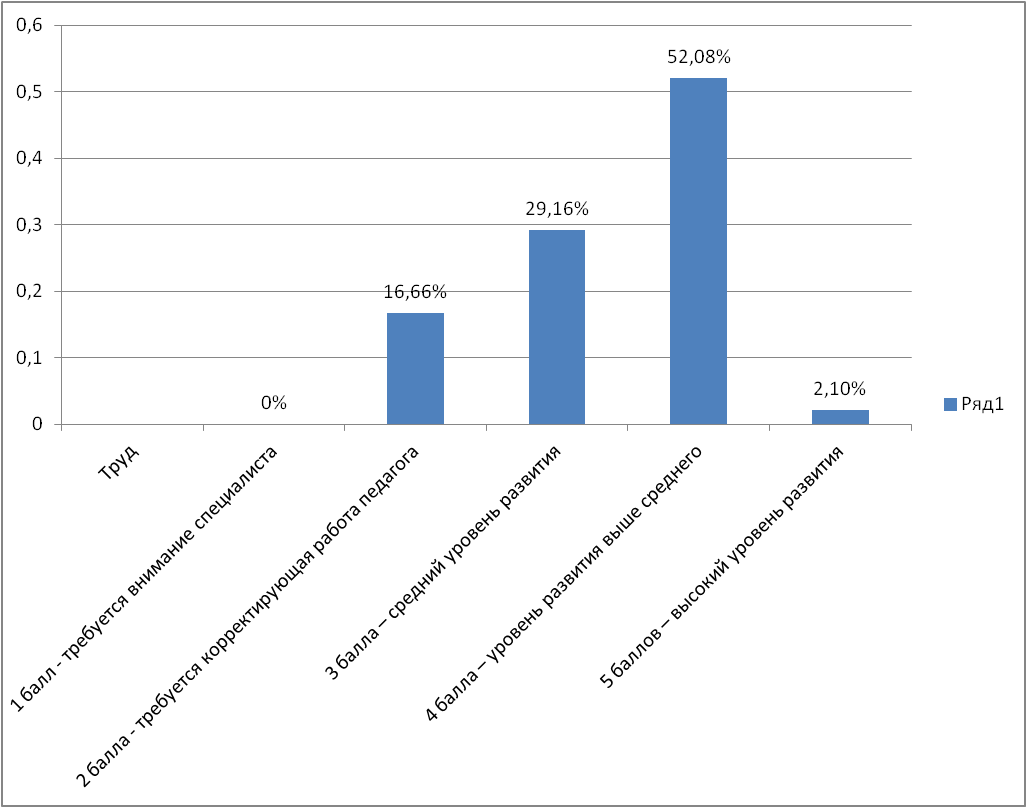 0,6
0,5
0,4
0,3
0,2
0,1
0
0%
16,66%
29,16%
52,08%
2,10%
Труд
1 балл - требуется внимание специалиста
2 балла - требуется корректирующая работа педагога
3 балла – средний уровень развития
4 балла – уровень развития выше среднего
5 баллов – высокий уровень развития
Ряд1